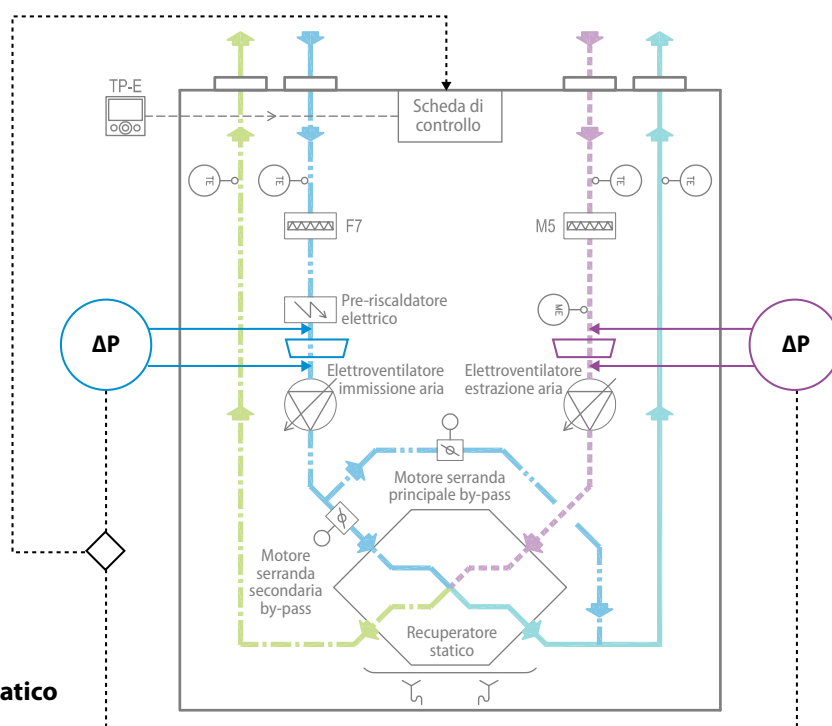 TP-E
Scheda di
controllo
TE
TE
TE
TE
F7
M5
Pre-riscaldatore
elettrico
ME
ΔP
ΔP
Elettroventilatore
immissione aria
Elettroventilatore
estrazione aria
Motore serranda
principale by-pass
Motore
serranda
secondaria
by-pass
Recuperatore
statico
atico